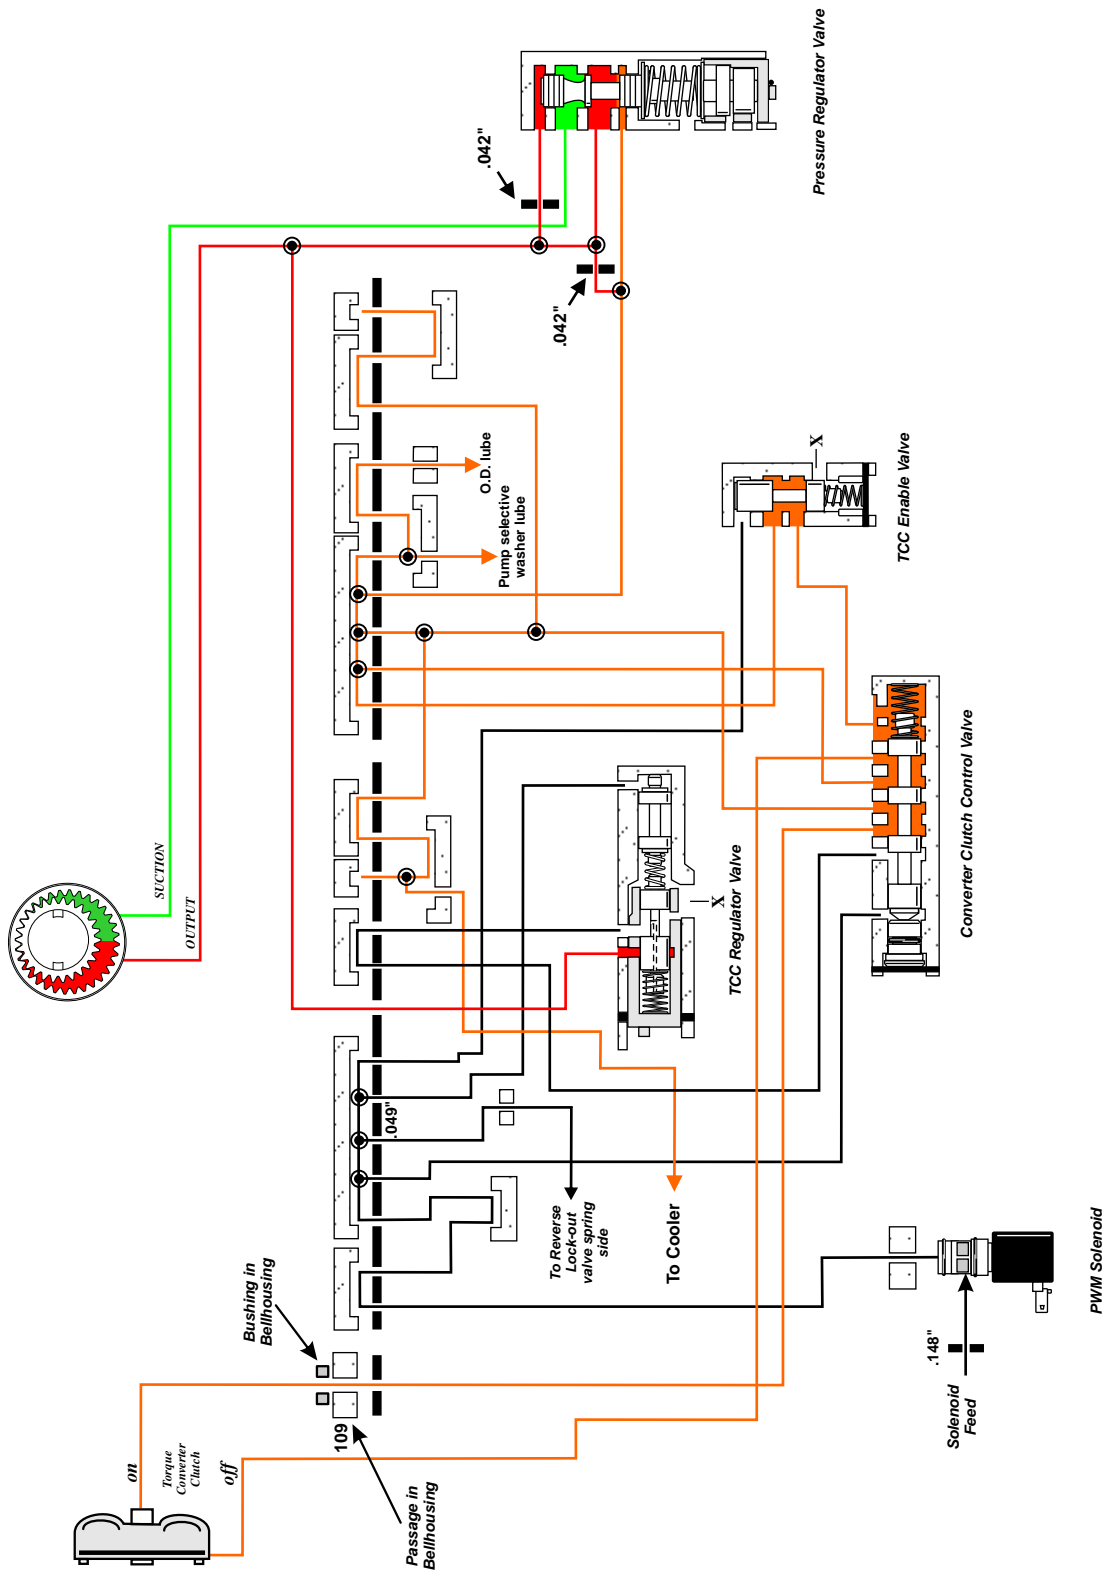 Pressure Regulator Valve
.042"
.042"
SUCTION
OUTPUT
O.D. lube
Pump selective
washer lube
X
TCC Enable Valve
Converter Clutch Control Valve
X
TCC Regulator Valve
.049"
To Reverse
Lock-out
valve spring
side
To Cooler
PWM Solenoid
.148"
Solenoid
Feed
Bushing in
Bellhousing
109
Passage in
Bellhousing
on
Torque
Converter
Clutch
off